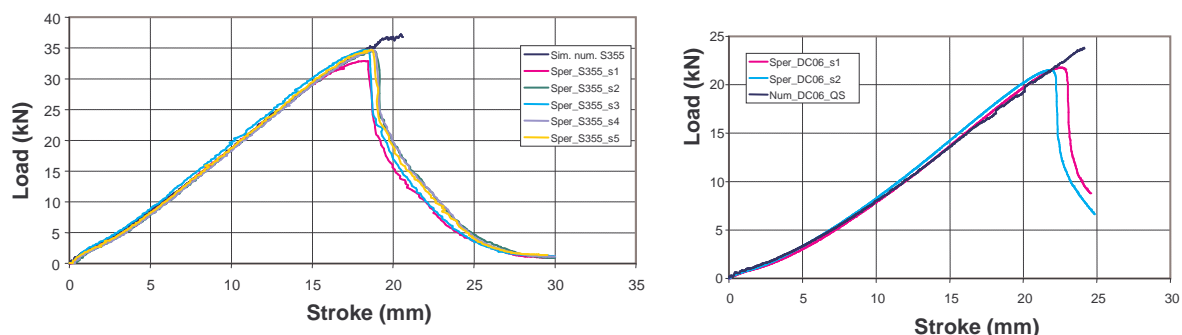 40
35
30
25
20
15
10
5
0
Load (kN)
0 5 10 15 20 25 30 35
Stroke (mm)
Sim. num. S355
Sper_S355_s1
Sper_S355_s2
Sper_S355_s3
Sper_S355_s4
Sper_S355_s5
25
20
15
10
5
0
Load (kN)
0 5 10 15 20 25 30
Stroke (mm)
Sper_DC06_s1
Sper_DC06_s2
Num_DC06_QS